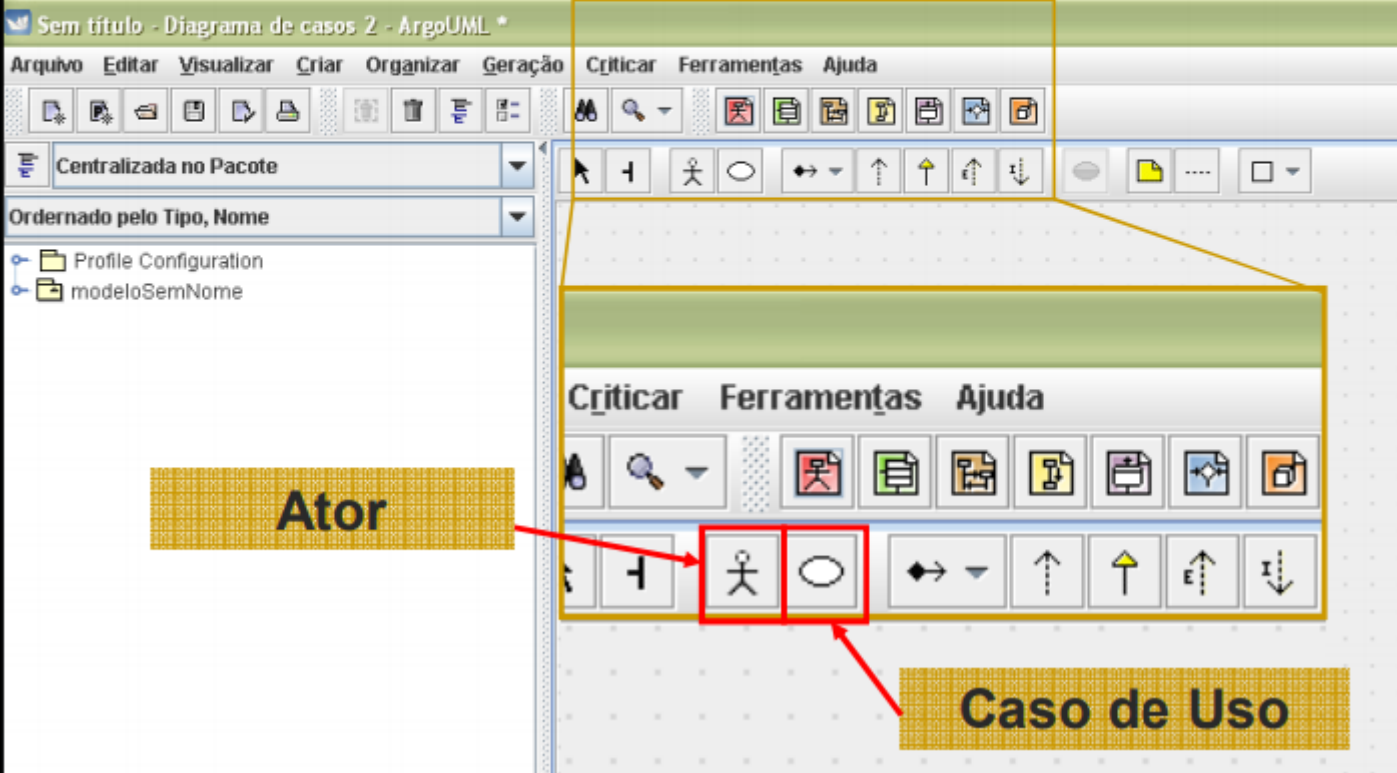 Sem título - Diagrama de casos 2 - ArgoUML *
Arquivo Editar Visualizar Criar Organizar Geração Criticar Ferramentas Ajuda
Centralizada no Pacote
Ordernado pelo Tipo, Nome
Profile Configuration
modeloSemNome
Criticar Ferramentas Ajuda
Ator
E
I
Caso de Uso